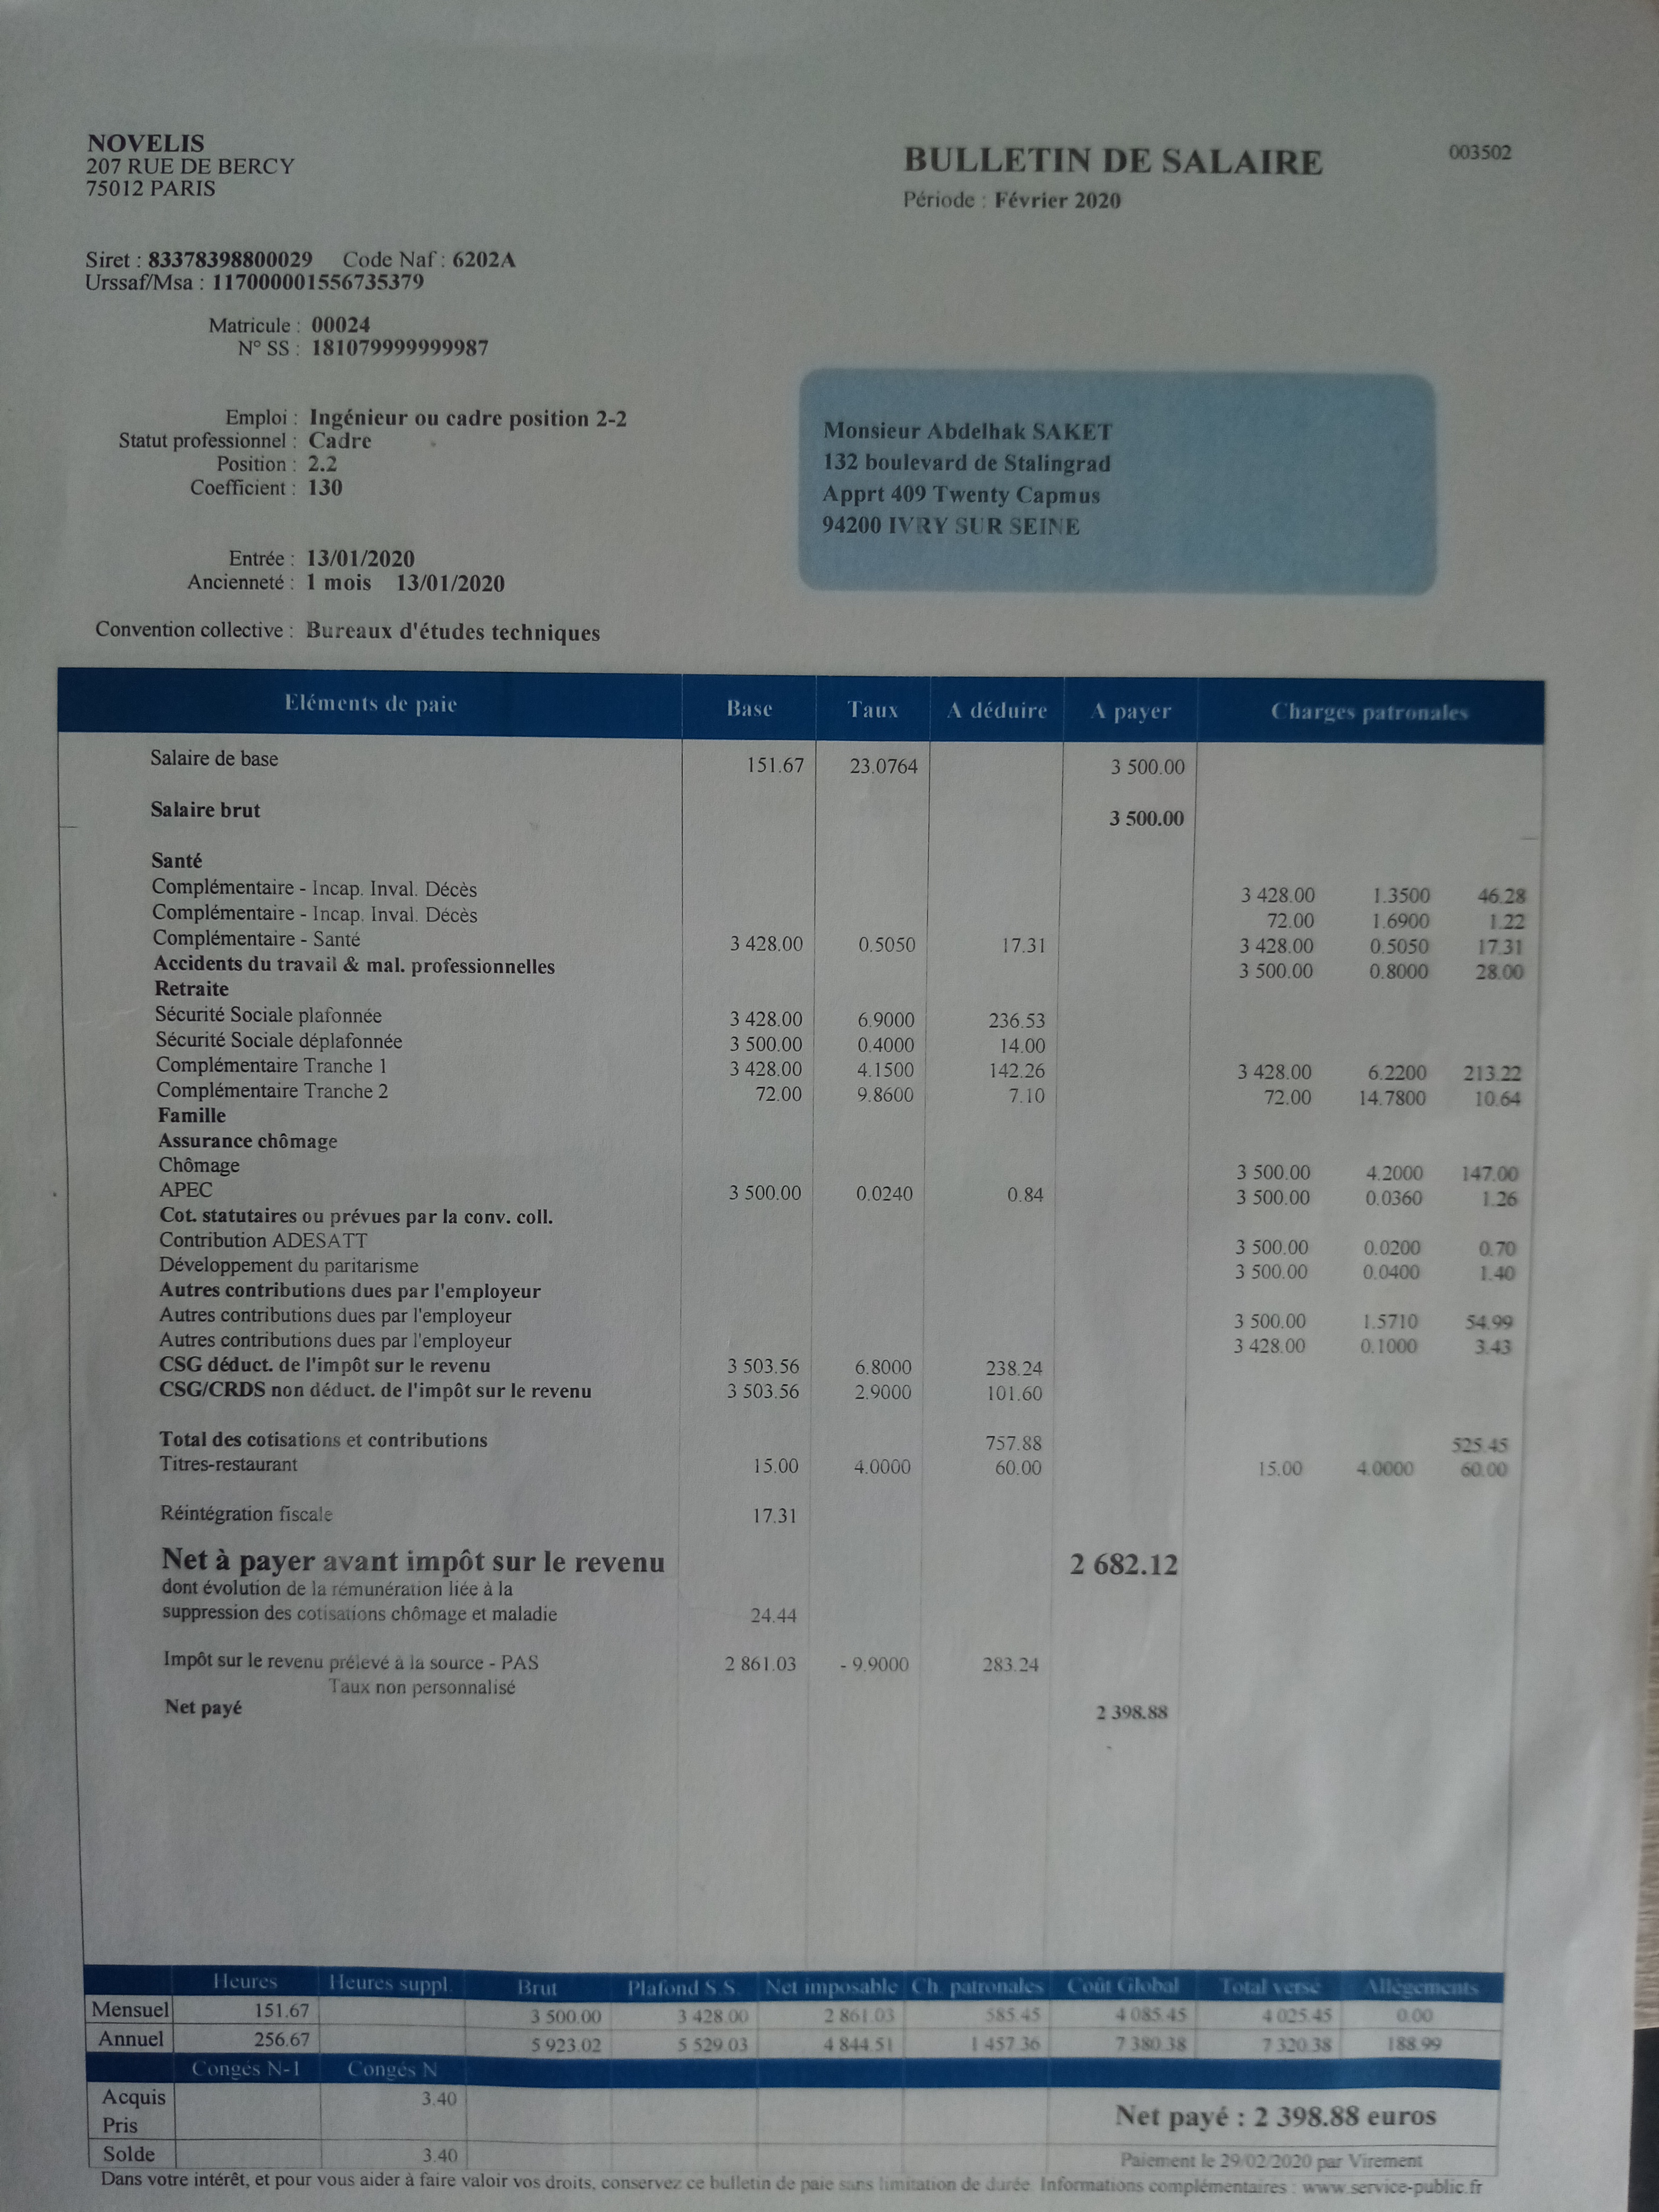 NOVELIS
207 RUE DE BERCY
75012 PARIS
BULLETIN DE SALAIRE
003502
Période : Février 2020
Siret : 83378398800029 Code Naf : 6202A
Urssaf/Msa : 117000001556735379
Matricule : 00024
N° SS : 181079999999987
Emploi : Ingénieur ou cadre position 2-2
Statut professionnel : Cadre
Position : 2.2
Coefficient : 130
Monsieur Abdelhak SAKET
132 boulevard de Stalingrad
Apprt 409 Twenty Capmus
94200 IVRY SUR SEINE
Entrée : 13/01/2020
Ancienneté : 1 mois 13/01/2020
Convention collective : Bureaux d'études techniques
Eléments de paie Base Taux A déduire A payer Charges patronales
Salaire de base 151.67 23.0764 3 500.00
Salaire brut 3 500.00
Santé
Complémentaire - Incap. Inval. Décès 3 428.00 1.3500 46.28
Complémentaire - Incap. Inval. Décès 72.00 1.6900 1.22
Complémentaire - Santé 3 428.00 0.5050 17.31 3 428.00 0.5050 17.31
Accidents du travail & mal. professionnelles 3 500.00 0.8000 28.00
Retraite
Sécurité Sociale plafonnée 3 428.00 6.9000 236.53
Sécurité Sociale déplafonnée 3 500.00 0.4000 14.00
Complémentaire Tranche 1 3 428.00 4.1500 142.26 3 428.00 6.2200 213.22
Complémentaire Tranche 2 72.00 9.8600 7.10 72.00 14.7800 10.64
Famille
Assurance chômage
Chômage 3 500.00 4.2000 147.00
APEC 3 500.00 0.0240 0.84 3 500.00 0.0360 1.26
Cot. statutaires ou prévues par la conv. coll.
Contribution ADESATT 3 500.00 0.0200 0.70
Développement du paritarisme 3 500.00 0.0400 1.40
Autres contributions dues par l'employeur
Autres contributions dues par l'employeur 3 500.00 1.5710 54.99
Autres contributions dues par l'employeur 3 428.00 0.1000 3.43
CSG déduct. de l'impôt sur le revenu 3 503.56 6.8000 238.24
CSG/CRDS non déduct. de l'impôt sur le revenu 3 503.56 2.9000 101.60
Total des cotisations et contributions 757.88 525.45
Titres-restaurant 15.00 4.0000 60.00 15.00 4.0000 60.00
Réintégration fiscale 17.31
Net à payer avant impôt sur le revenu 2 682.12
dont évolution de la rémunération liée à la
suppression des cotisations chômage et maladie 24.44
Impôt sur le revenu prélevé à la source - PAS 2 861.03 - 9.9000 283.24
Taux non personnalisé
Net payé 2 398.88
Heures Heures suppl. Brut Plafond S.S. Net imposable Ch. patronales Coût Global Total versé Allègements
Mensuel 151.67 3 500.00 3 428.00 2 861.03 585.45 4 085.45 4 025.45 0.00
Annuel 256.67 5 923.02 5 529.03 4 844.51 1 457.36 7 380.38 7 320.38 188.99
Congés N-1 Congés N
Acquis 3.40
Pris
Solde 3.40
Net payé : 2 398.88 euros
Paiement le 29/02/2020 par Virement
Dans votre intérêt, et pour vous aider à faire valoir vos droits, conservez ce bulletin de paie sans limitation de durée. Informations complémentaires : www.service-public.fr